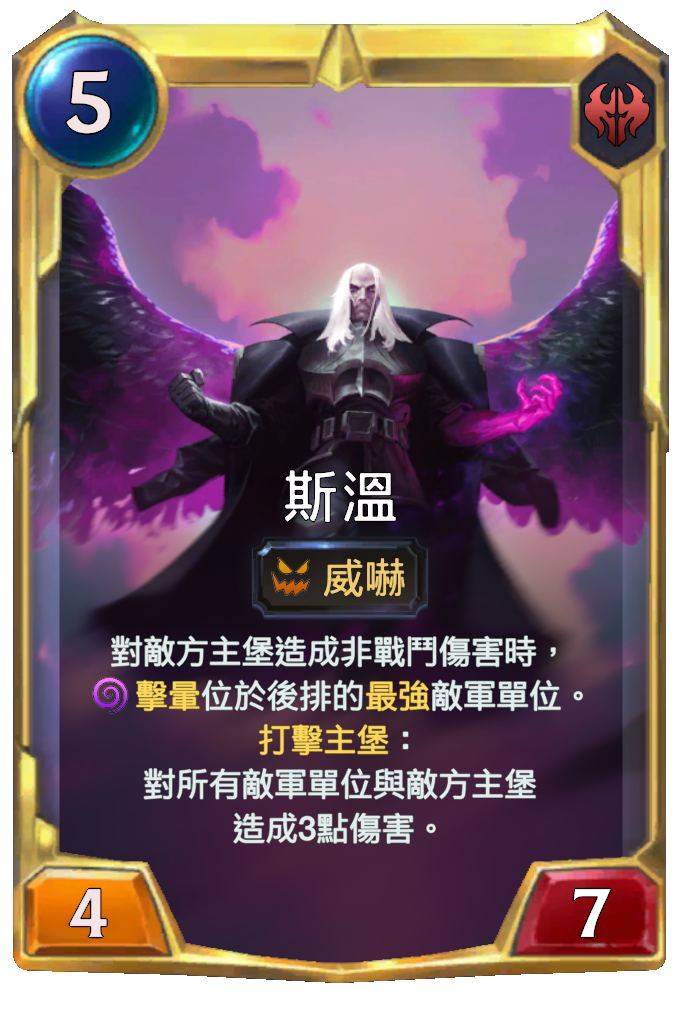 5
斯溫
威嚇
對敵方主堡造成非戰鬥傷害時，
擊暈位於後排的最強敵軍單位。
打擊主堡：
對所有敵軍單位與敵方主堡
造成3點傷害。
4
7